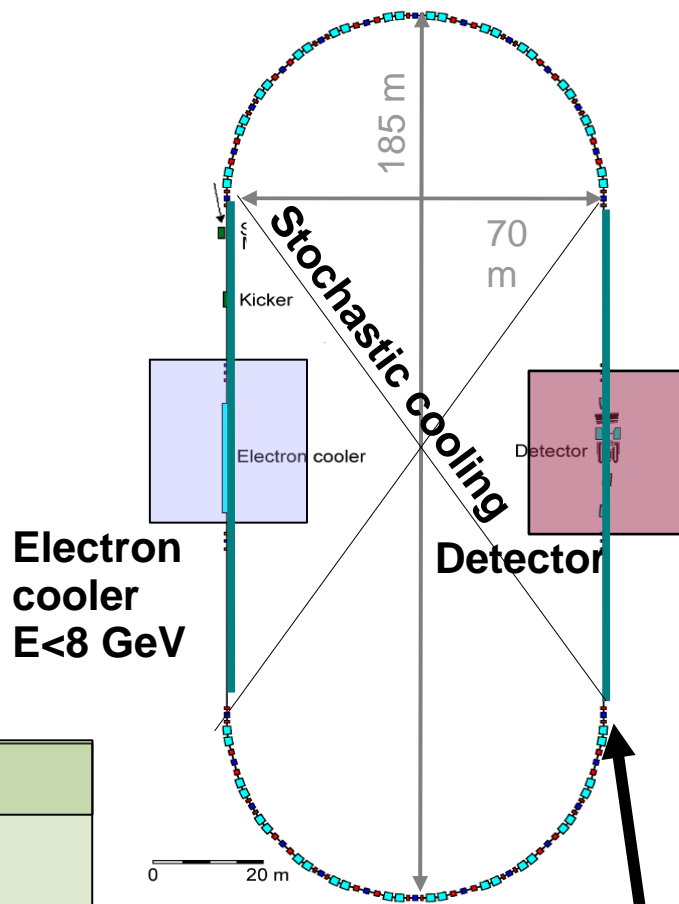 185 m
70
m
Stochastic cooling
Kicker
Electron cooler
Detector
Electron
cooler
E<8 GeV
Detector
0 20 m